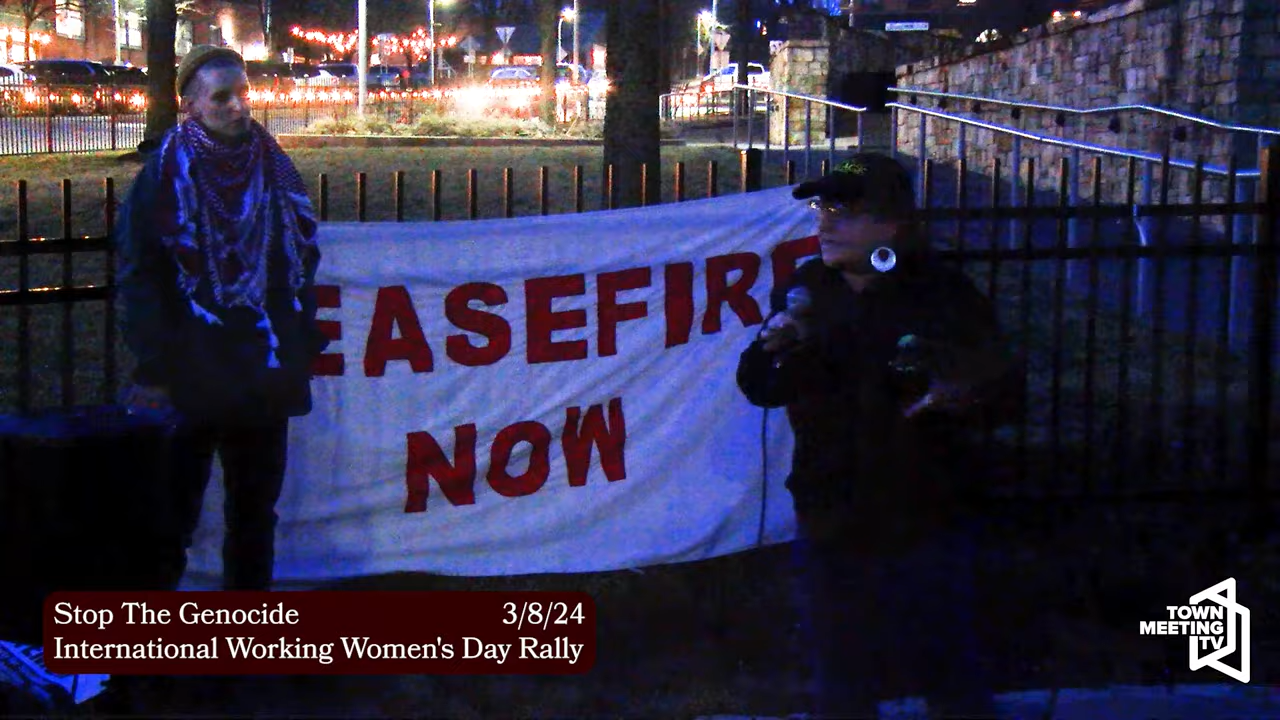 EASEFIRE
NOW
Stop The Genocide 3/8/24
International Working Women's Day Rally
TOWN
MEETING
TV